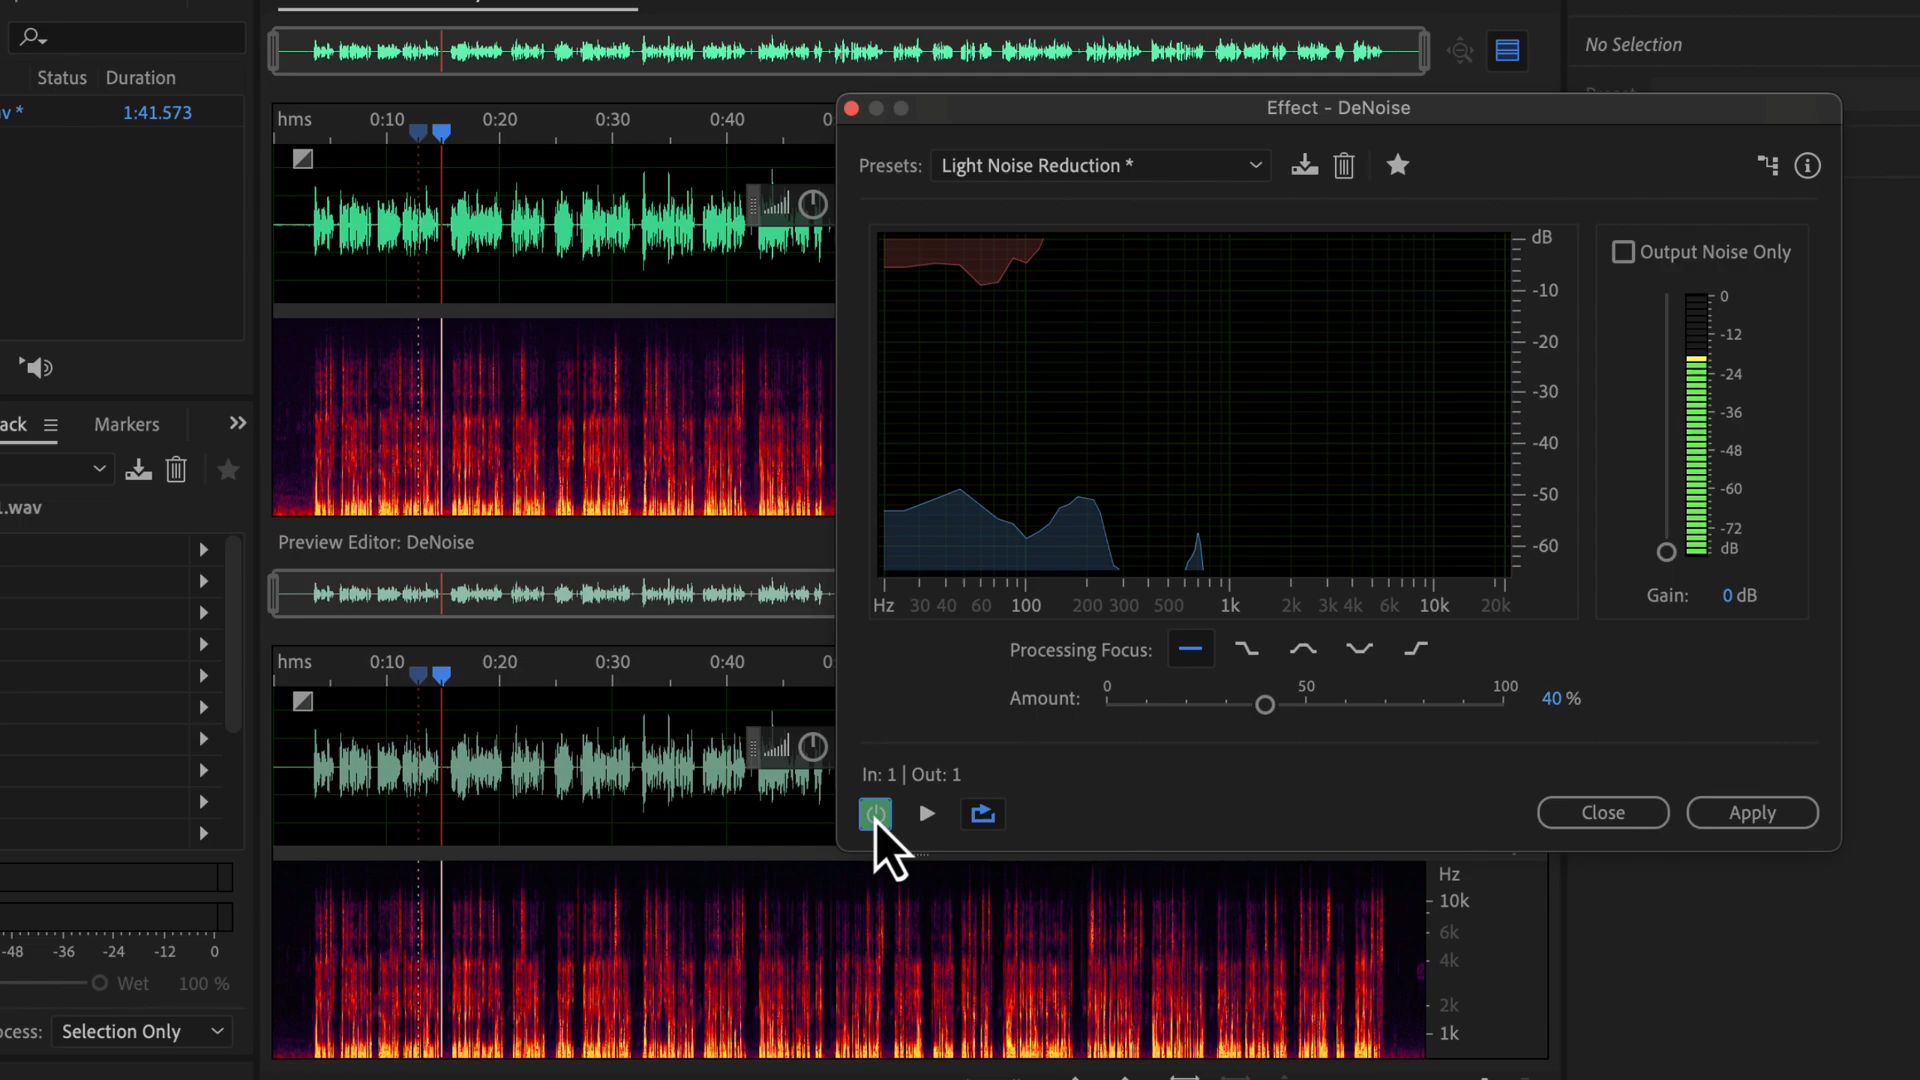 Status Duration
v * 1:41.573
ack Markers
1.wav
-48 -36 -24 -12 0
Wet 100 %
ocess: Selection Only
hms 0:10 0:20 0:30 0:40 0
Preview Editor: DeNoise
hms 0:10 0:20 0:30 0:40 0
Hz
10k
6k
4k
2k
1k
No Selection
Effect - DeNoise
Presets: Light Noise Reduction *
dB
-10
-20
-30
-40
-50
-60
Hz 30 40 60 100 200 300 500 1k 2k 3k 4k 6k 10k 20k
Output Noise Only
0
-12
-24
-36
-48
-60
-72
dB
Gain: 0 dB
Processing Focus:
0 50 100
Amount: 40 %
In: 1 | Out: 1
Close Apply